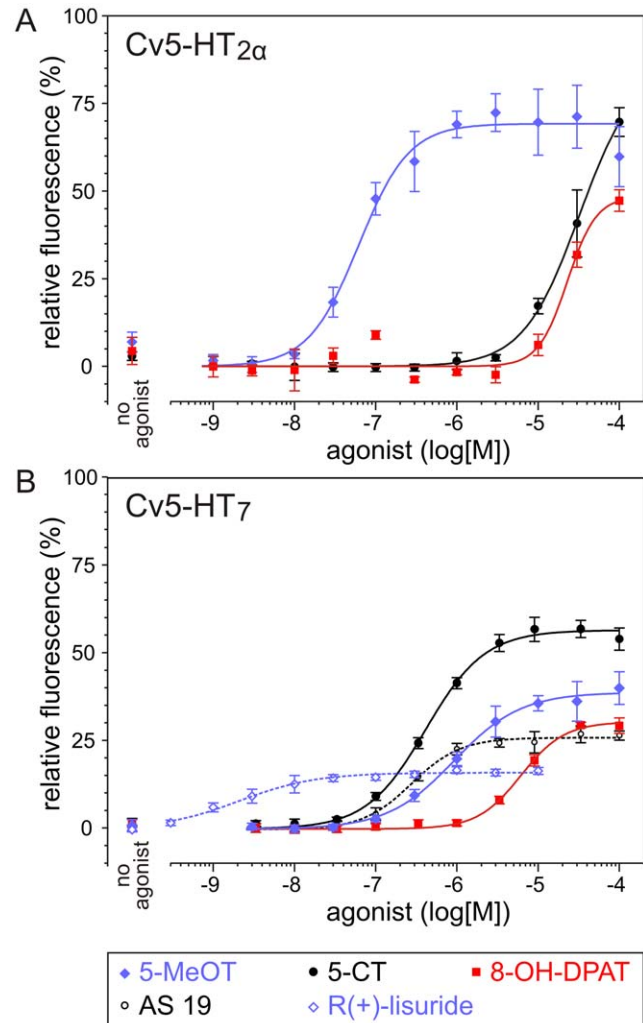 A
Cv5-HT2α
relative fluorescence (%)
100
75
50
25
0
no agonist
-9 -8 -7 -6 -5 -4
agonist (log[M])
B
Cv5-HT7
relative fluorescence (%)
100
75
50
25
0
no agonist
-9 -8 -7 -6 -5 -4
agonist (log[M])
5-MeOT 5-CT 8-OH-DPAT
AS 19 R(+)-lisuride